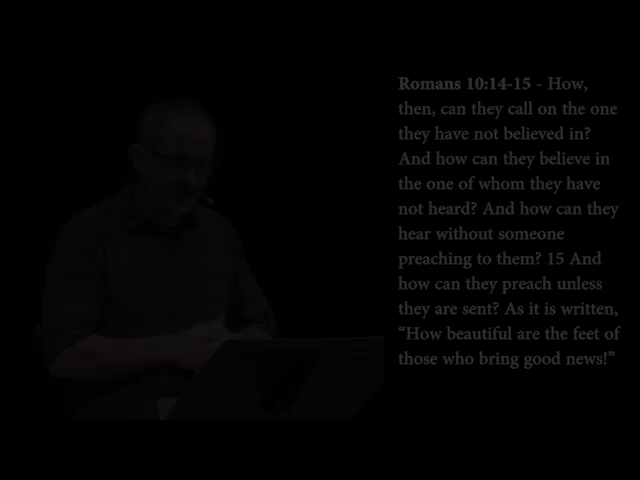 Romans 10:14-15 - How,
then, can they call on the one
they have not believed in?
And how can they believe in
the one of whom they have
not heard? And how can they
hear without someone
preaching to them? 15 And
how can they preach unless
they are sent? As it is written,
“How beautiful are the feet of
those who bring good news!”